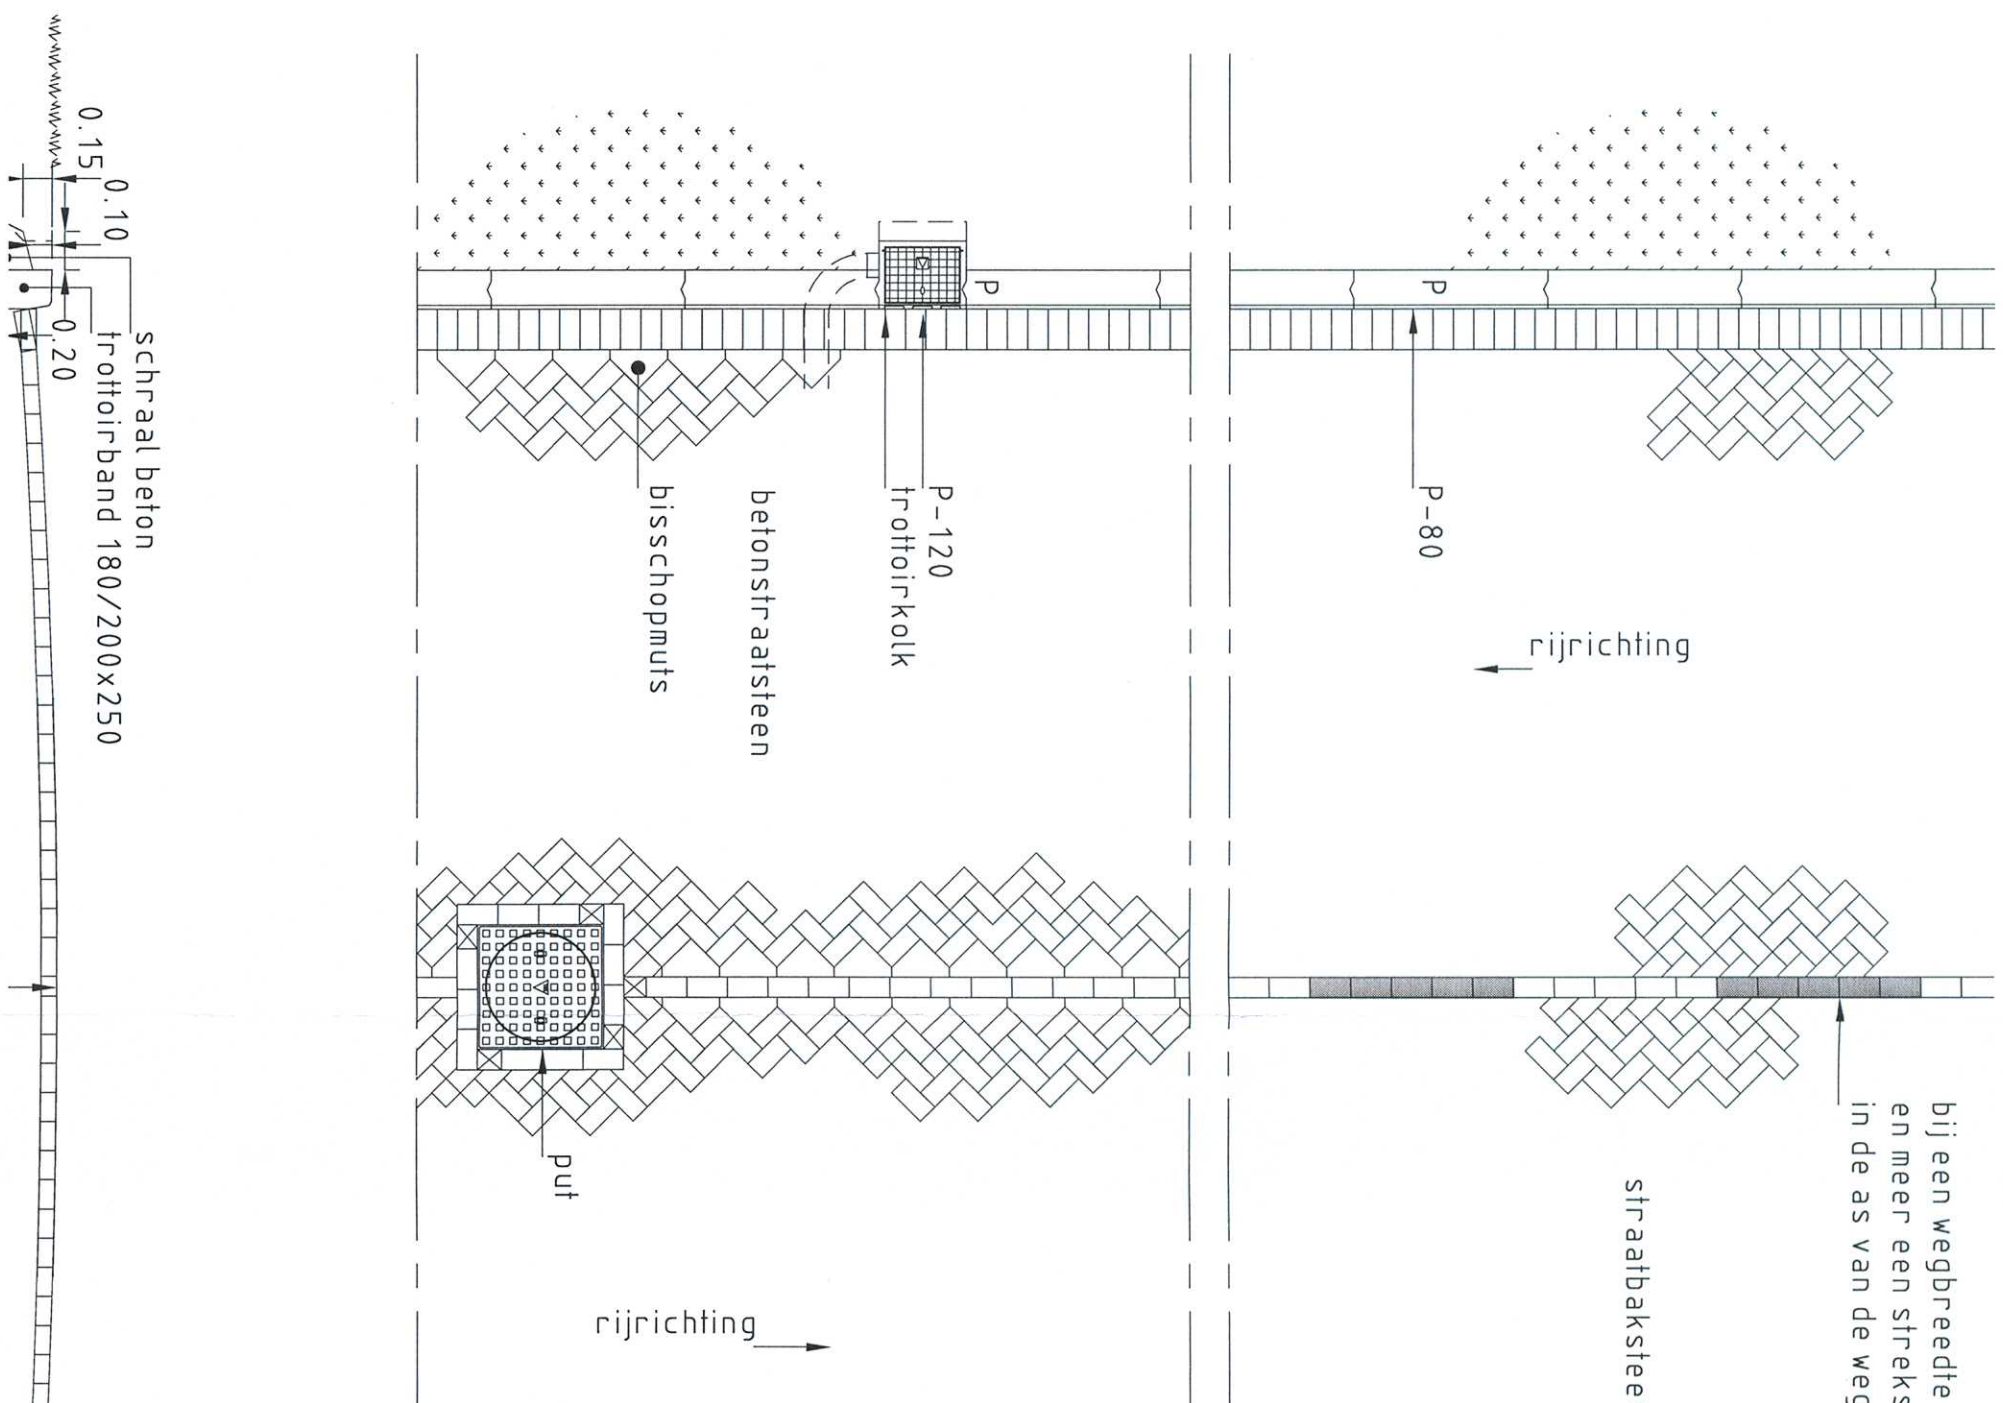 0.15
0.10
0.20
schraal beton
trottoirband 180/200x250
P
P-120
trottoirkolk
betonstraatsteen
bisschopmuts
P
P-80
rijrichting
put
rijrichting
bij een wegbreedte
en meer een streks
in de as van de weg
straatbakstee